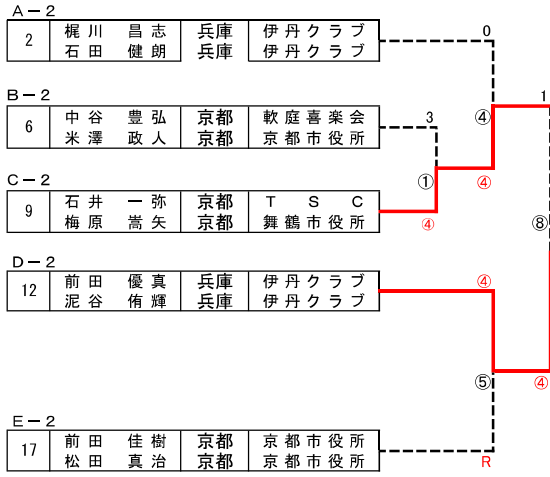 A－2
0
2 梶川 昌志 兵庫 伊丹クラブ
石田 健朗 兵庫 伊丹クラブ
1
B－2
6 中谷 豊弘 京都 軟庭喜楽会
米澤 政人 京都 京都市役所
3
④
①
④
C－2
9 石井 一弥 京都 TSC
梅原 嵩矢 京都 舞鶴市役所
④
⑧
D－2
12 前田 優真 兵庫 伊丹クラブ
泥谷 侑輝 兵庫 伊丹クラブ
④
⑤
④
E－2
17 前田 佳樹 京都 京都市役所
松田 真治 京都 京都市役所
R